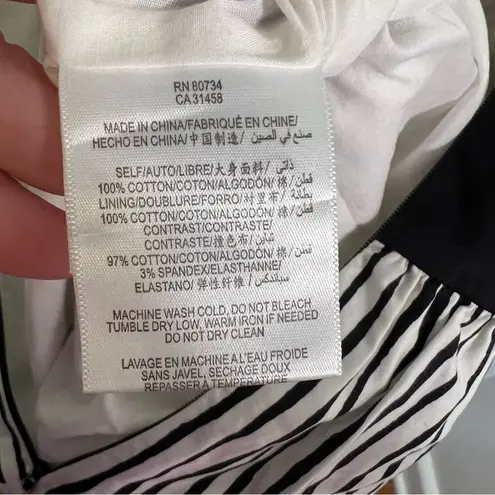 RN 80734
CA 31458
MADE IN CHINA/FABRIQUÉ EN CHINE/
HECHO EN CHINA/中国制造/ صنع في الصين
SELF/AUTO/LIBRE/大身面料/ ذاتي
100% COTTON/COTON/ALGODÓN/棉/ قطن
LINING/DOUBLURE/FORRO/对里布/ بطانة
100% COTTON/COTON/ALGODÓN/棉/ قطن
CONTRAST/CONTRASTE/
CONTRASTE/撞色布/ تباين
97% COTTON/COTON/ALGODÓN/棉/ قطن
3% SPANDEX/ELASTHANNE/
ELASTANO/ 弹性纤维/ سباندكس
MACHINE WASH COLD, DO NOT BLEACH
TUMBLE DRY LOW, WARM IRON IF NEEDED
DO NOT DRY CLEAN
LAVAGE EN MACHINE A L'EAU FROIDE
SANS JAVEL, SÉCHAGE DOUX
RÉPASSER À TEMPÉRATURE